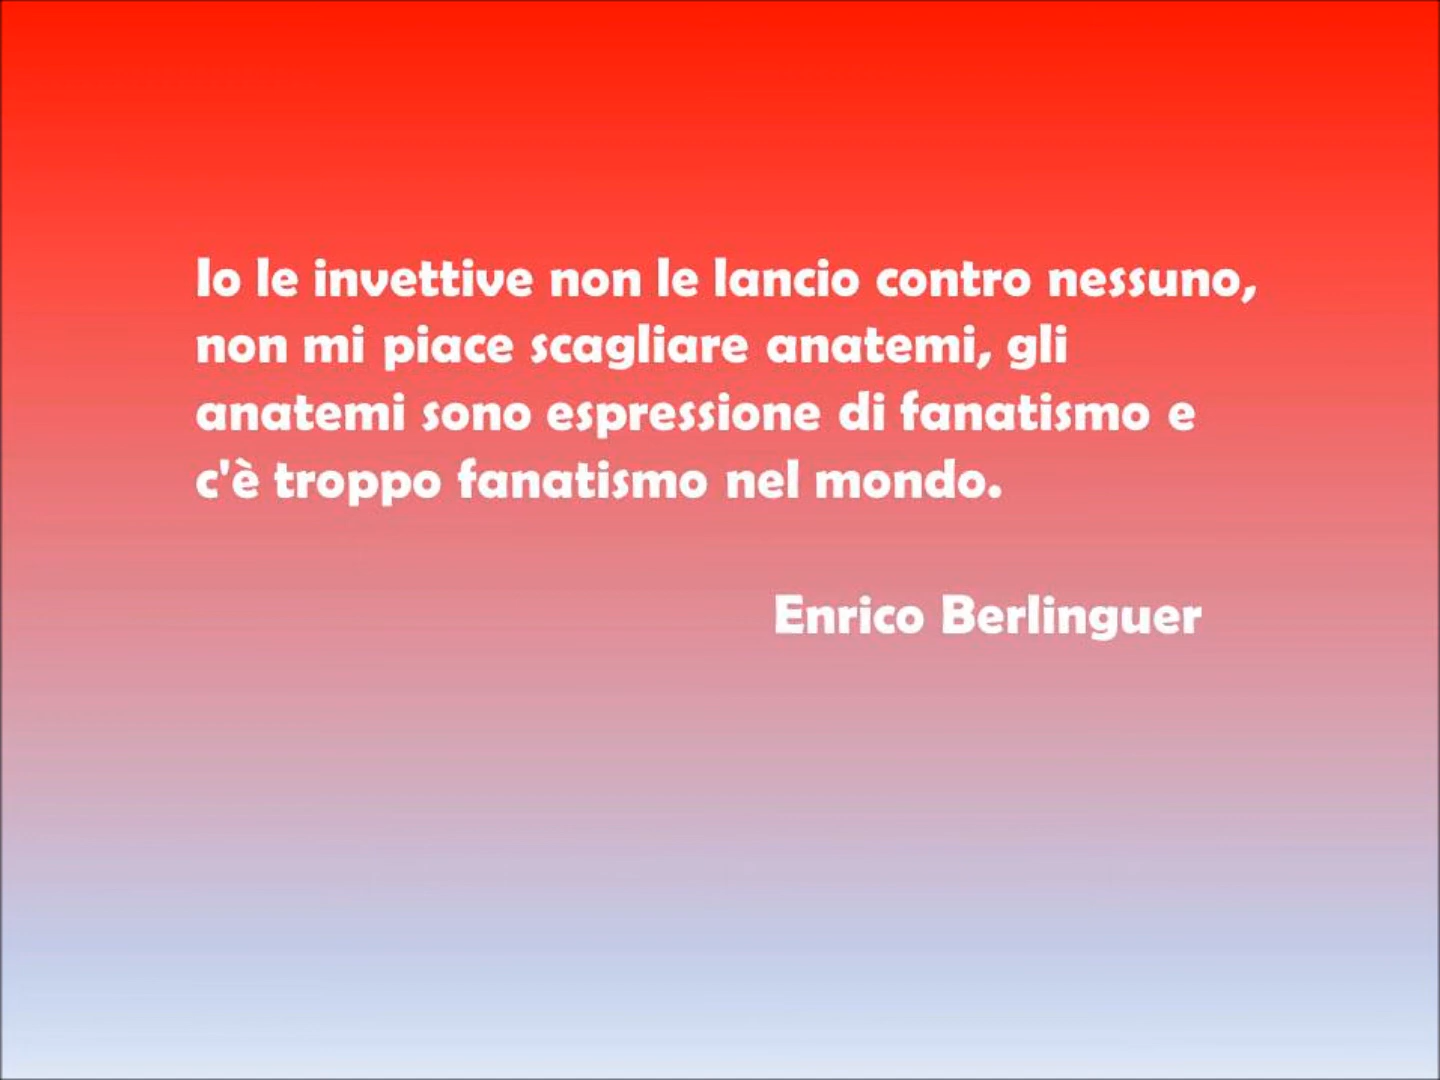 Io le invettive non le lancio contro nessuno,
non mi piace scagliare anatemi, gli
anatemi sono espressione di fanatismo e
c'è troppo fanatismo nel mondo.
Enrico Berlinguer